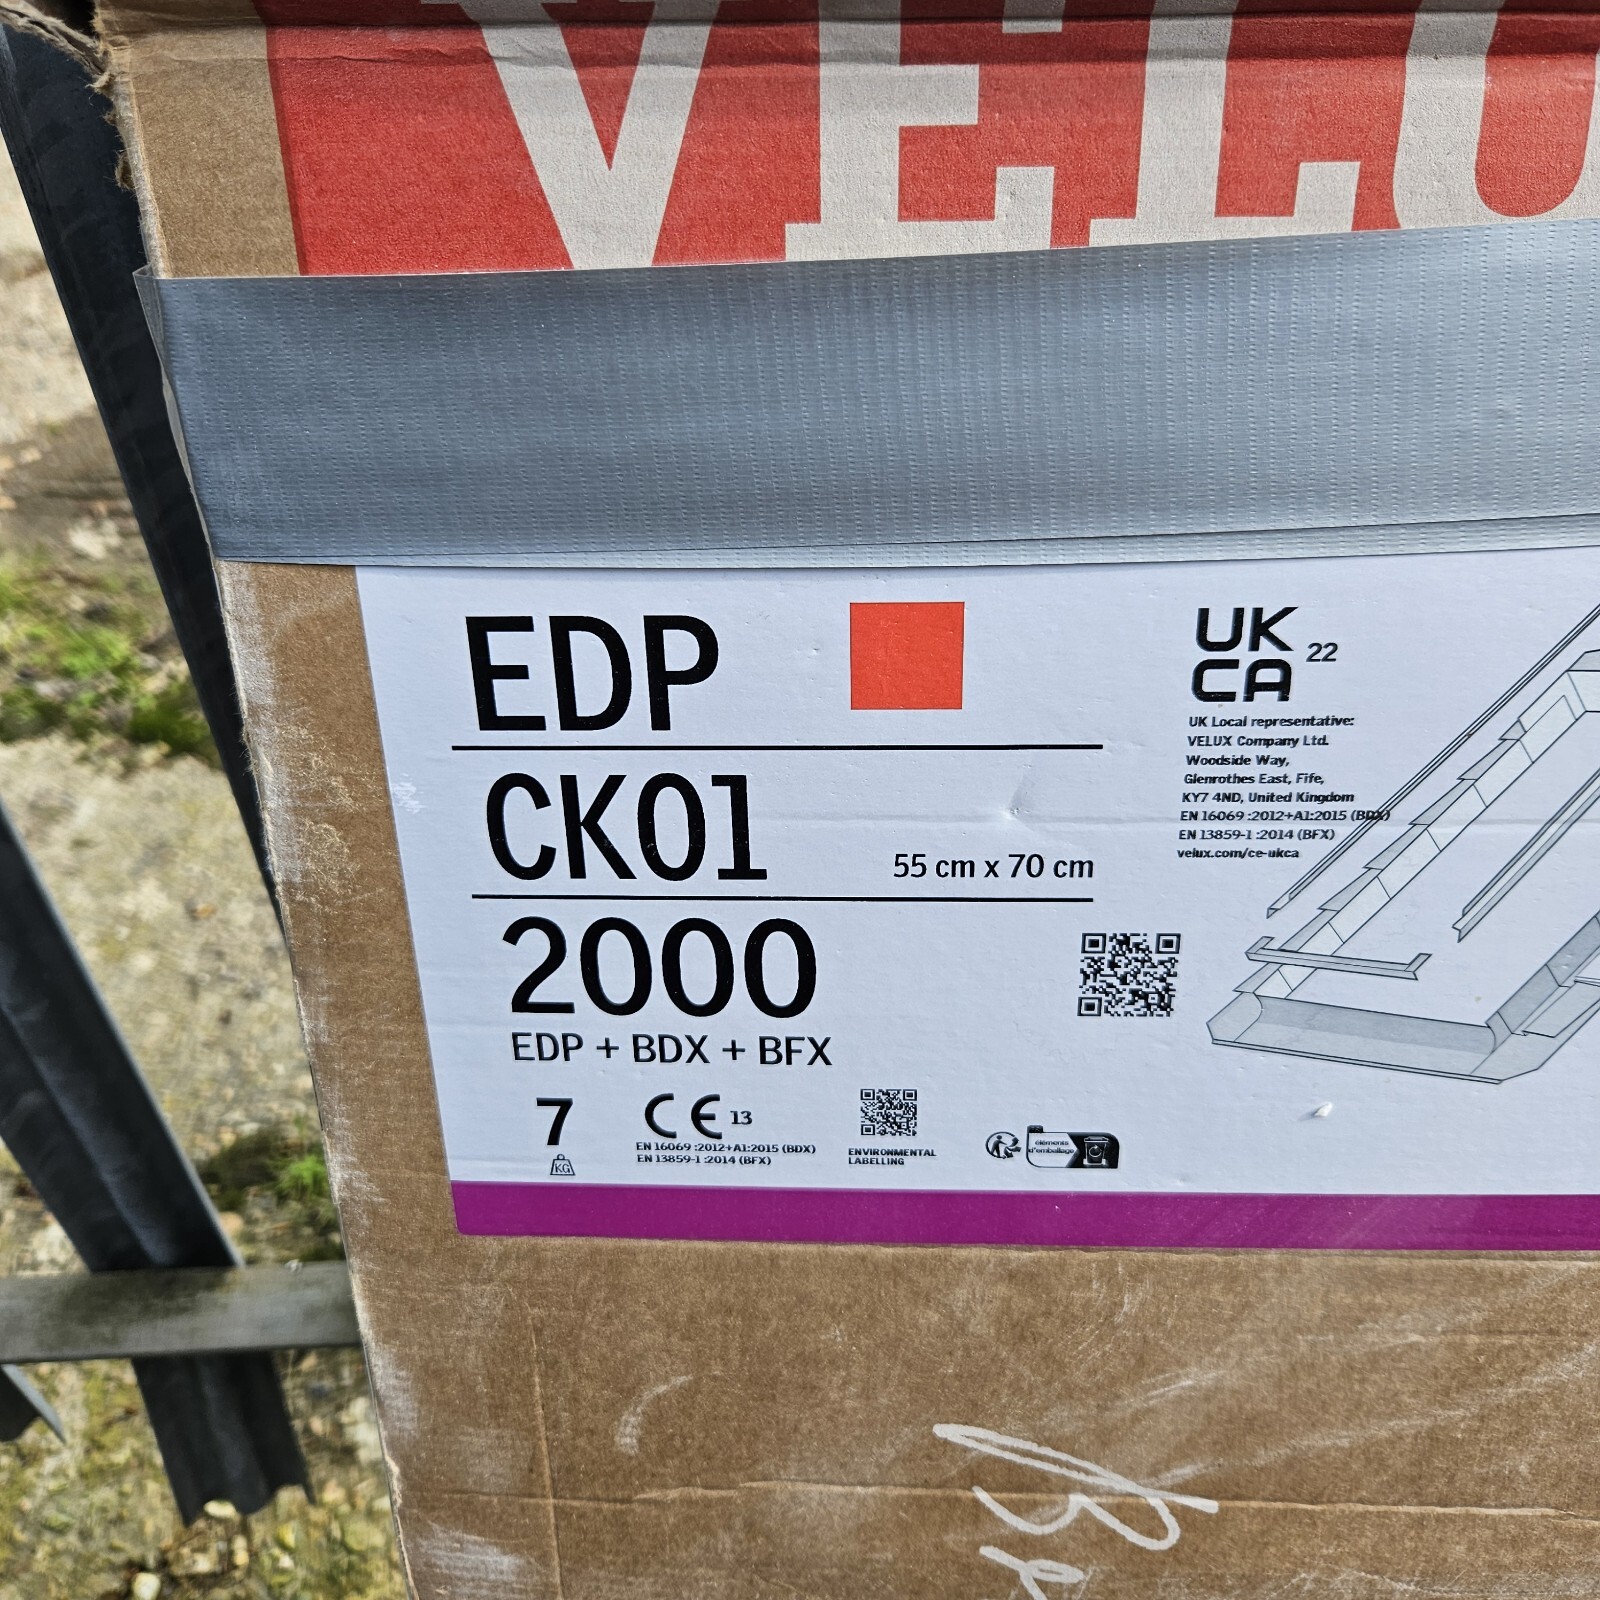 VELU
EDP
CK01
55 cm x 70 cm
2000
EDP + BDX + BFX
7
KG
CE 13
EN 16069 :2012+A1:2015 (BDX)
EN 13859-1 :2014 (BFX)
ENVIRONMENTAL
LABELLING
éléments
d'emballage
UK
CA 22
UK Local representative:
VELUX Company Ltd.
Woodside Way,
Glenrothes East, Fife,
KY7 4ND, United Kingdom
EN 16069 :2012+A1:2015 (BDX)
EN 13859-1 :2014 (BFX)
velux.com/ce-ukca